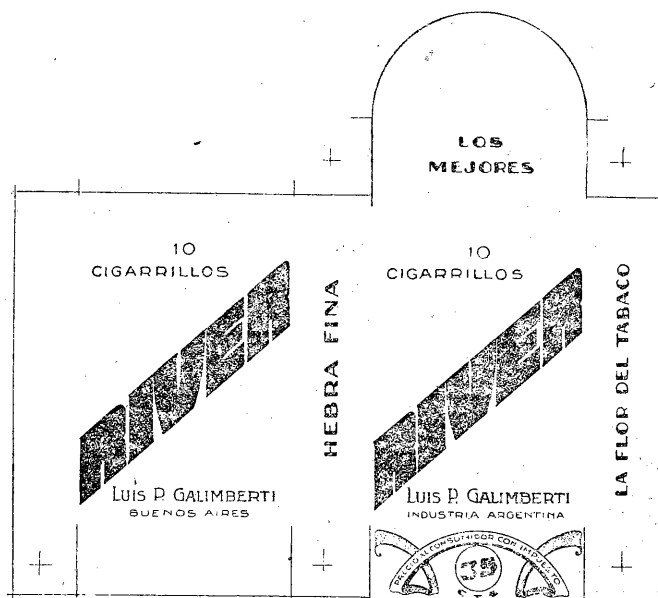 LOS
MEJORES
10
CIGARRILLOS
LUIS P. GALIMBERTI
BUENOS AIRES
HEBRA FINA
10
CIGARRILLOS
LUIS P. GALIMBERTI
INDUSTRIA ARGENTINA
PRECIO AL CONSUMIDOR CON IMPUESTO
35
LA FLOR DEL TABACO